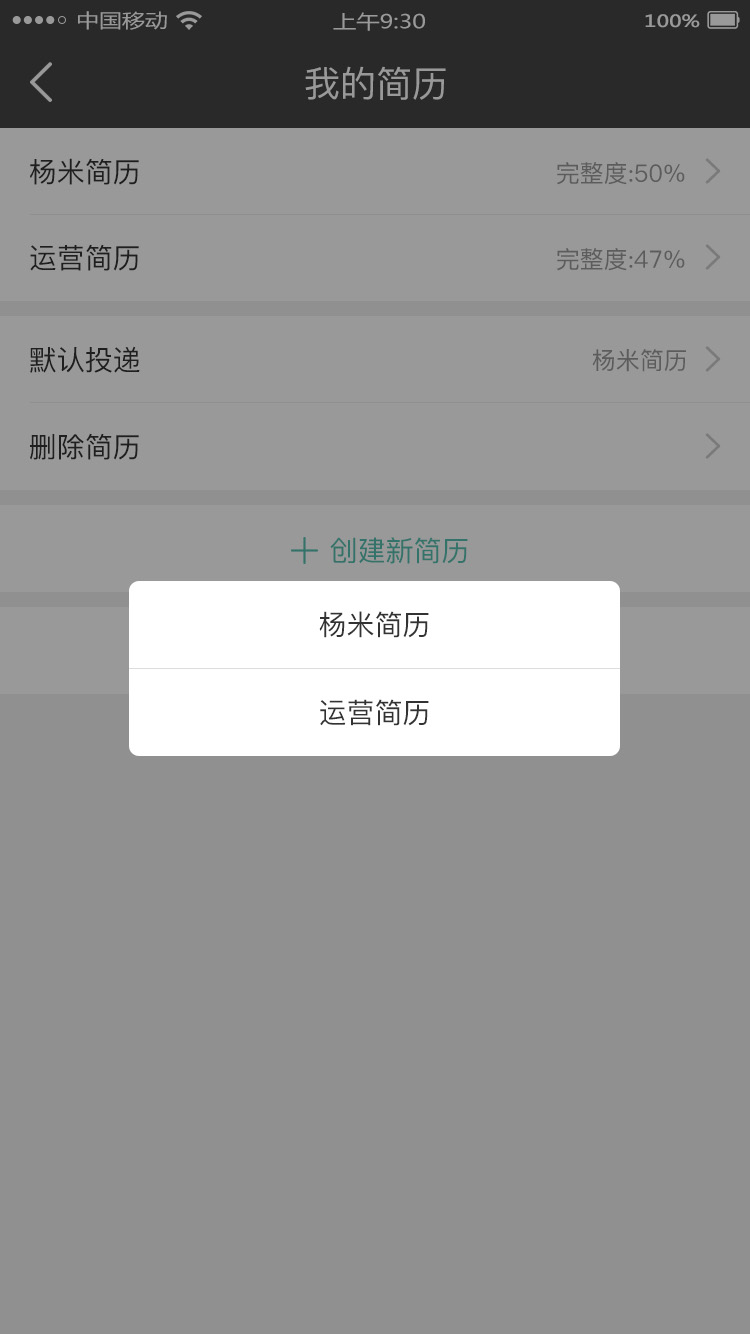 中国移动 上午9:30 100%
我的简历
杨米简历 完整度:50%
运营简历 完整度:47%
默认投递 杨米简历
删除简历
创建新简历
杨米简历
运营简历